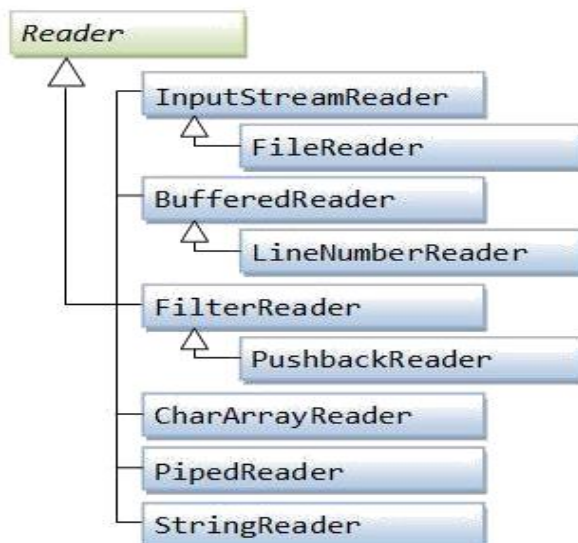 Reader
InputStreamReader
FileReader
BufferedReader
LineNumberReader
FilterReader
PushbackReader
CharArrayReader
PipedReader
StringReader